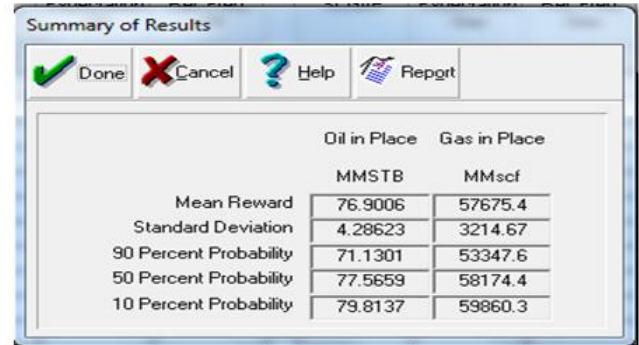 Summary of Results
Done Cancel Help Report
Oil in Place Gas in Place
MMSTB MMscf
Mean Reward 76.9006 57675.4
Standard Deviation 4.28623 3214.67
90 Percent Probability 71.1301 53347.6
50 Percent Probability 77.5659 58174.4
10 Percent Probability 79.8137 59860.3